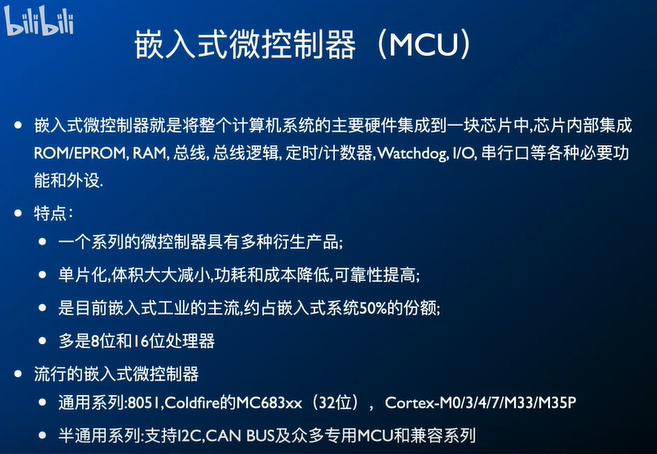 bilibili
嵌入式微控制器（MCU）
嵌入式微控制器就是将整个计算机系统的主要硬件集成到一块芯片中,芯片内部集成
ROM/EPROM, RAM, 总线, 总线逻辑, 定时/计数器,Watchdog, I/O, 串行口等各种必要功
能和外设.
特点：
一个系列的微控制器具有多种衍生产品;
单片化,体积大大减小,功耗和成本降低,可靠性提高;
是目前嵌入式工业的主流,约占嵌入式系统50%的份额;
多是8位和16位处理器
流行的嵌入式微控制器
通用系列:8051,Coldfire的MC683xx（32位），Cortex-M0/3/4/7/M33/M35P
半通用系列:支持I2C,CAN BUS及众多专用MCU和兼容系列